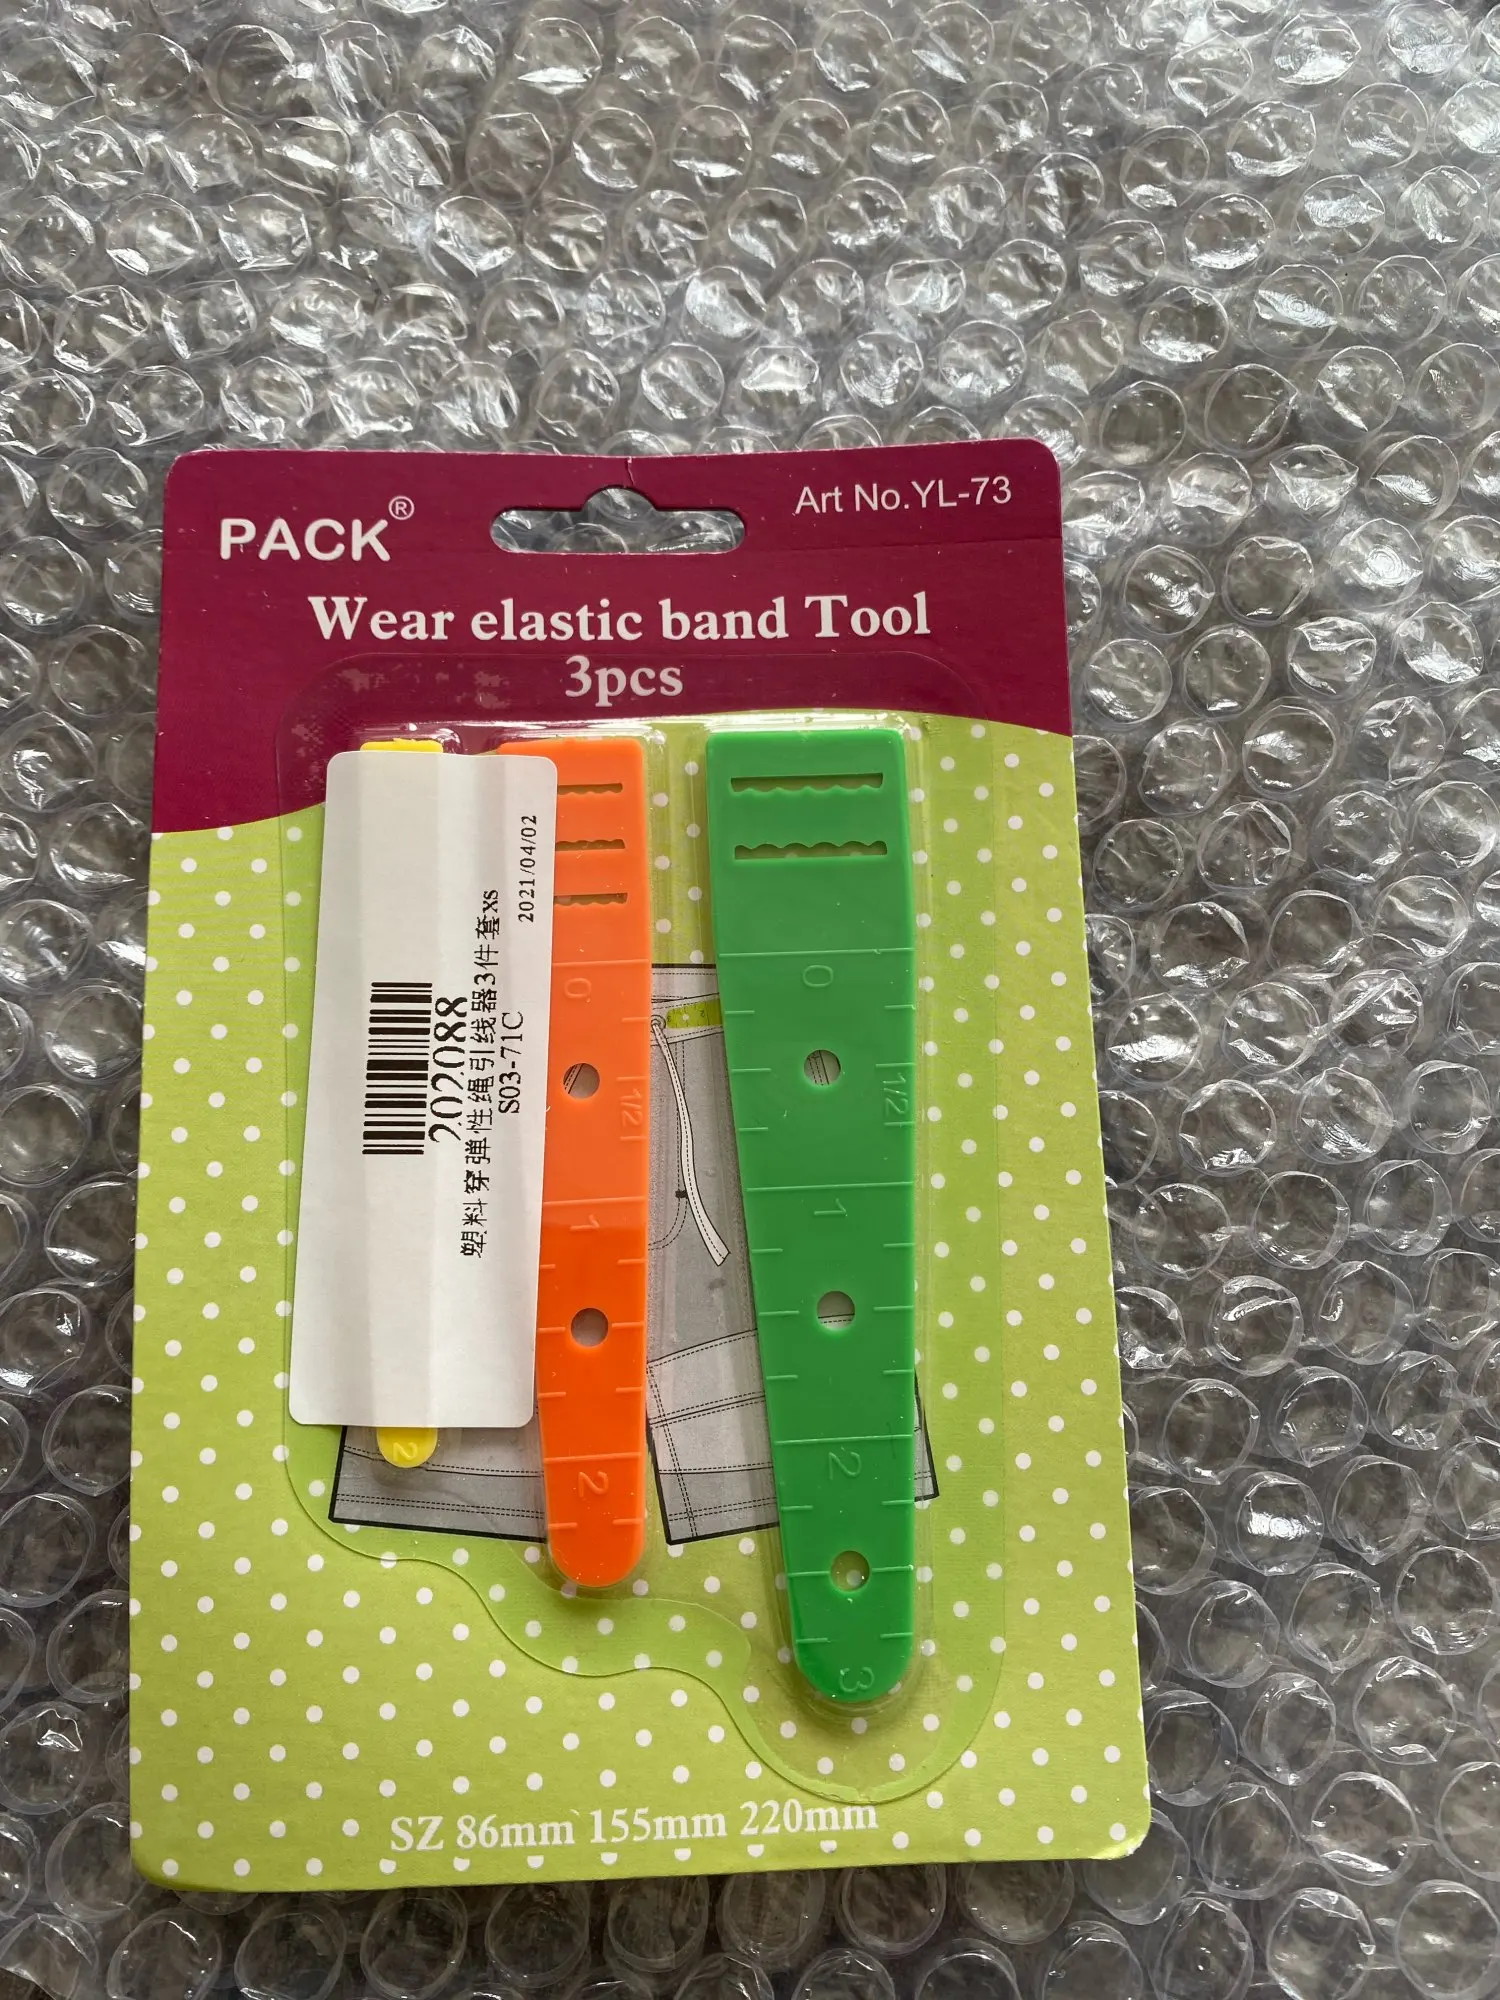 PACK®
Art No.YL-73
Wear elastic band Tool
3pcs
202088
塑料穿弹性绳引线器3件套xs
S03-71C
2021/04/02
0
1/2
1
2
0
1/2
1
2
3
2
SZ 86mm 155mm 220mm